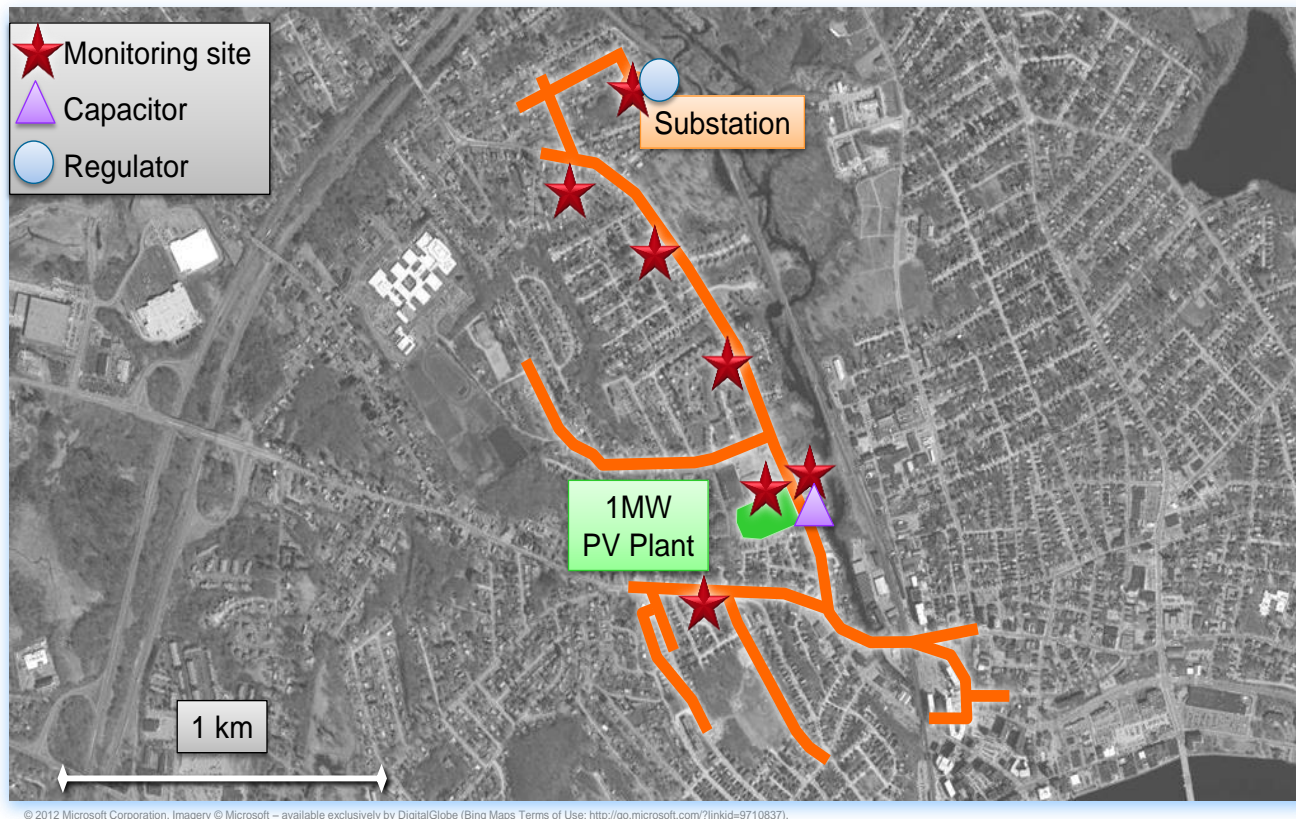 Monitoring site
Capacitor
Regulator
Substation
1MW
PV Plant
1 km
© 2012 Microsoft Corporation. Imagery © Microsoft – available exclusively by DigitalGlobe (Bing Maps Terms of Use: http://go.microsoft.com/?linkid=9710837).